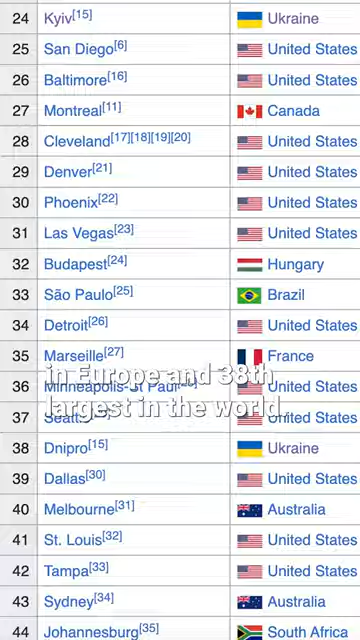 24 Kyiv[15] Ukraine
25 San Diego[6] United States
26 Baltimore[16] United States
27 Montreal[11] Canada
28 Cleveland[17][18][19][20] United States
29 Denver[21] United States
30 Phoenix[22] United States
31 Las Vegas[23] United States
32 Budapest[24] Hungary
33 São Paulo[25] Brazil
34 Detroit[26] United States
35 Marseille[27] France
in Europe and 38th
36 Minneapolis-St Paul United States
largest in the world
37 Seattle United States
38 Dnipro[15] Ukraine
39 Dallas[30] United States
40 Melbourne[31] Australia
41 St. Louis[32] United States
42 Tampa[33] United States
43 Sydney[34] Australia
44 Johannesburg[35] South Africa